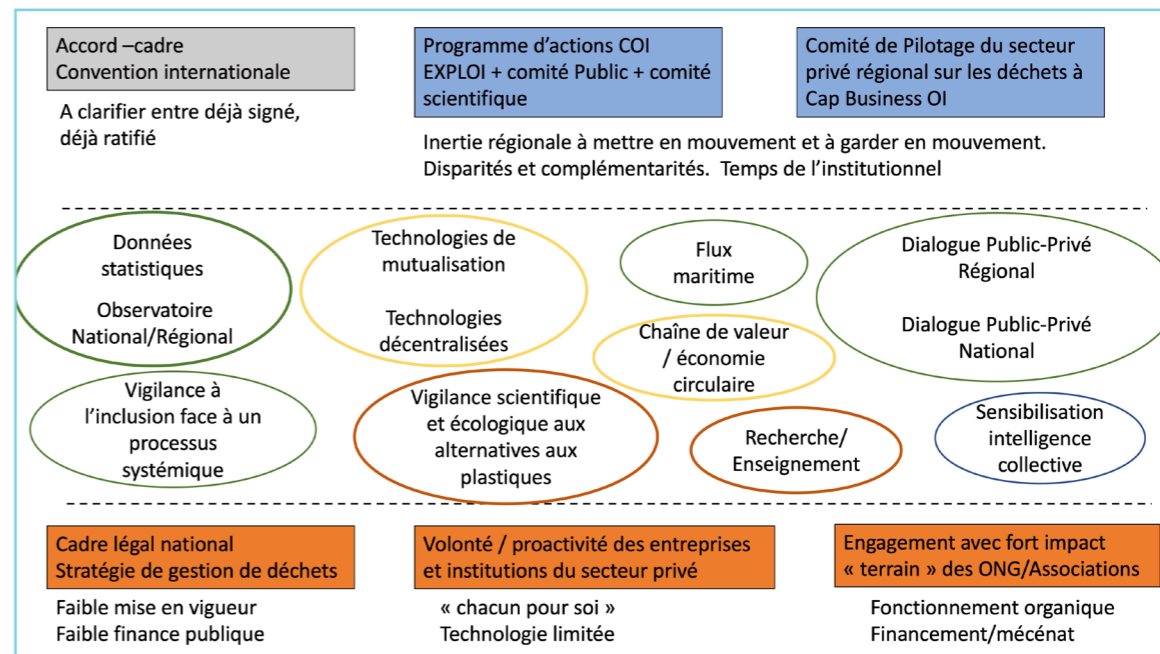 Accord –cadre
Convention internationale
A clarifier entre déjà signé,
déjà ratifié
Programme d’actions COI
EXPLOI + comité Public + comité
scientifique
Comité de Pilotage du secteur
privé régional sur les déchets à
Cap Business OI
Inertie régionale à mettre en mouvement et à garder en mouvement.
Disparités et complémentarités. Temps de l’institutionnel
Données
statistiques
Observatoire
National/Régional
Technologies de
mutualisation
Technologies
décentralisées
Flux
maritime
Dialogue Public-Privé
Régional
Dialogue Public-Privé
National
Chaîne de valeur
/ économie
circulaire
Vigilance à
l’inclusion face à un
processus
systémique
Vigilance scientifique
et écologique aux
alternatives aux
plastiques
Recherche/
Enseignement
Sensibilisation
intelligence
collective
Cadre légal national
Stratégie de gestion de déchets
Faible mise en vigueur
Faible finance publique
Volonté / proactivité des entreprises
et institutions du secteur privé
« chacun pour soi »
Technologie limitée
Engagement avec fort impact
« terrain » des ONG/Associations
Fonctionnement organique
Financement/mécénat